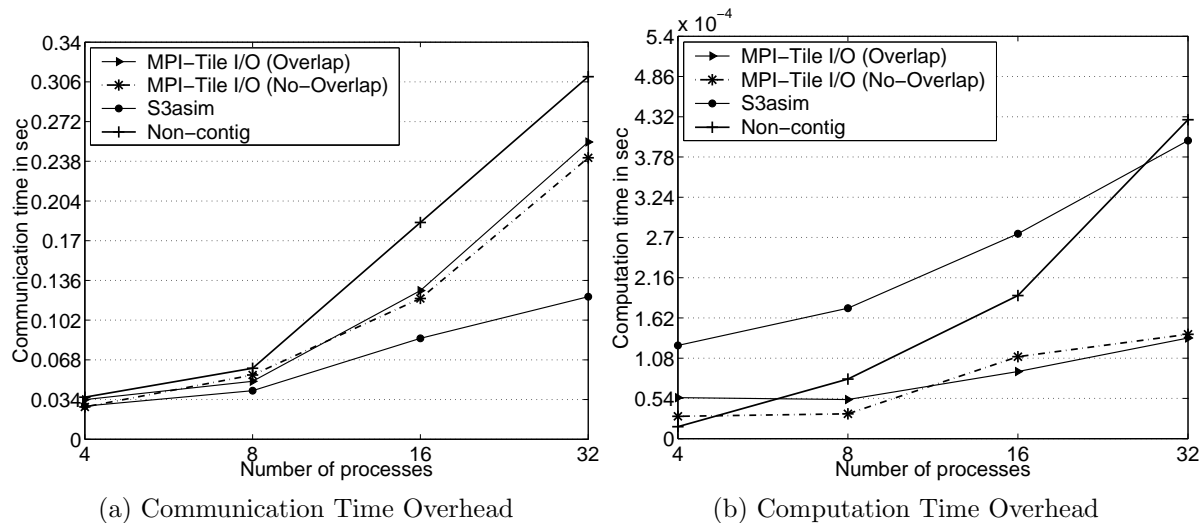 0.34
0.306
0.272
0.238
0.204
0.17
0.136
0.102
0.068
0.034
0
Communication time in sec
MPI−Tile I/O (Overlap)
MPI−Tile I/O (No−Overlap)
S3asim
Non−contig
4
8
16
32
Number of processes
(a) Communication Time Overhead
x 10⁻⁴
5.4
4.86
4.32
3.78
3.24
2.7
2.16
1.62
1.08
0.54
0
Computation time in sec
MPI−Tile I/O (Overlap)
MPI−Tile I/O (No−Overlap)
S3asim
Non−contig
4
8
16
32
Number of processes
(b) Computation Time Overhead